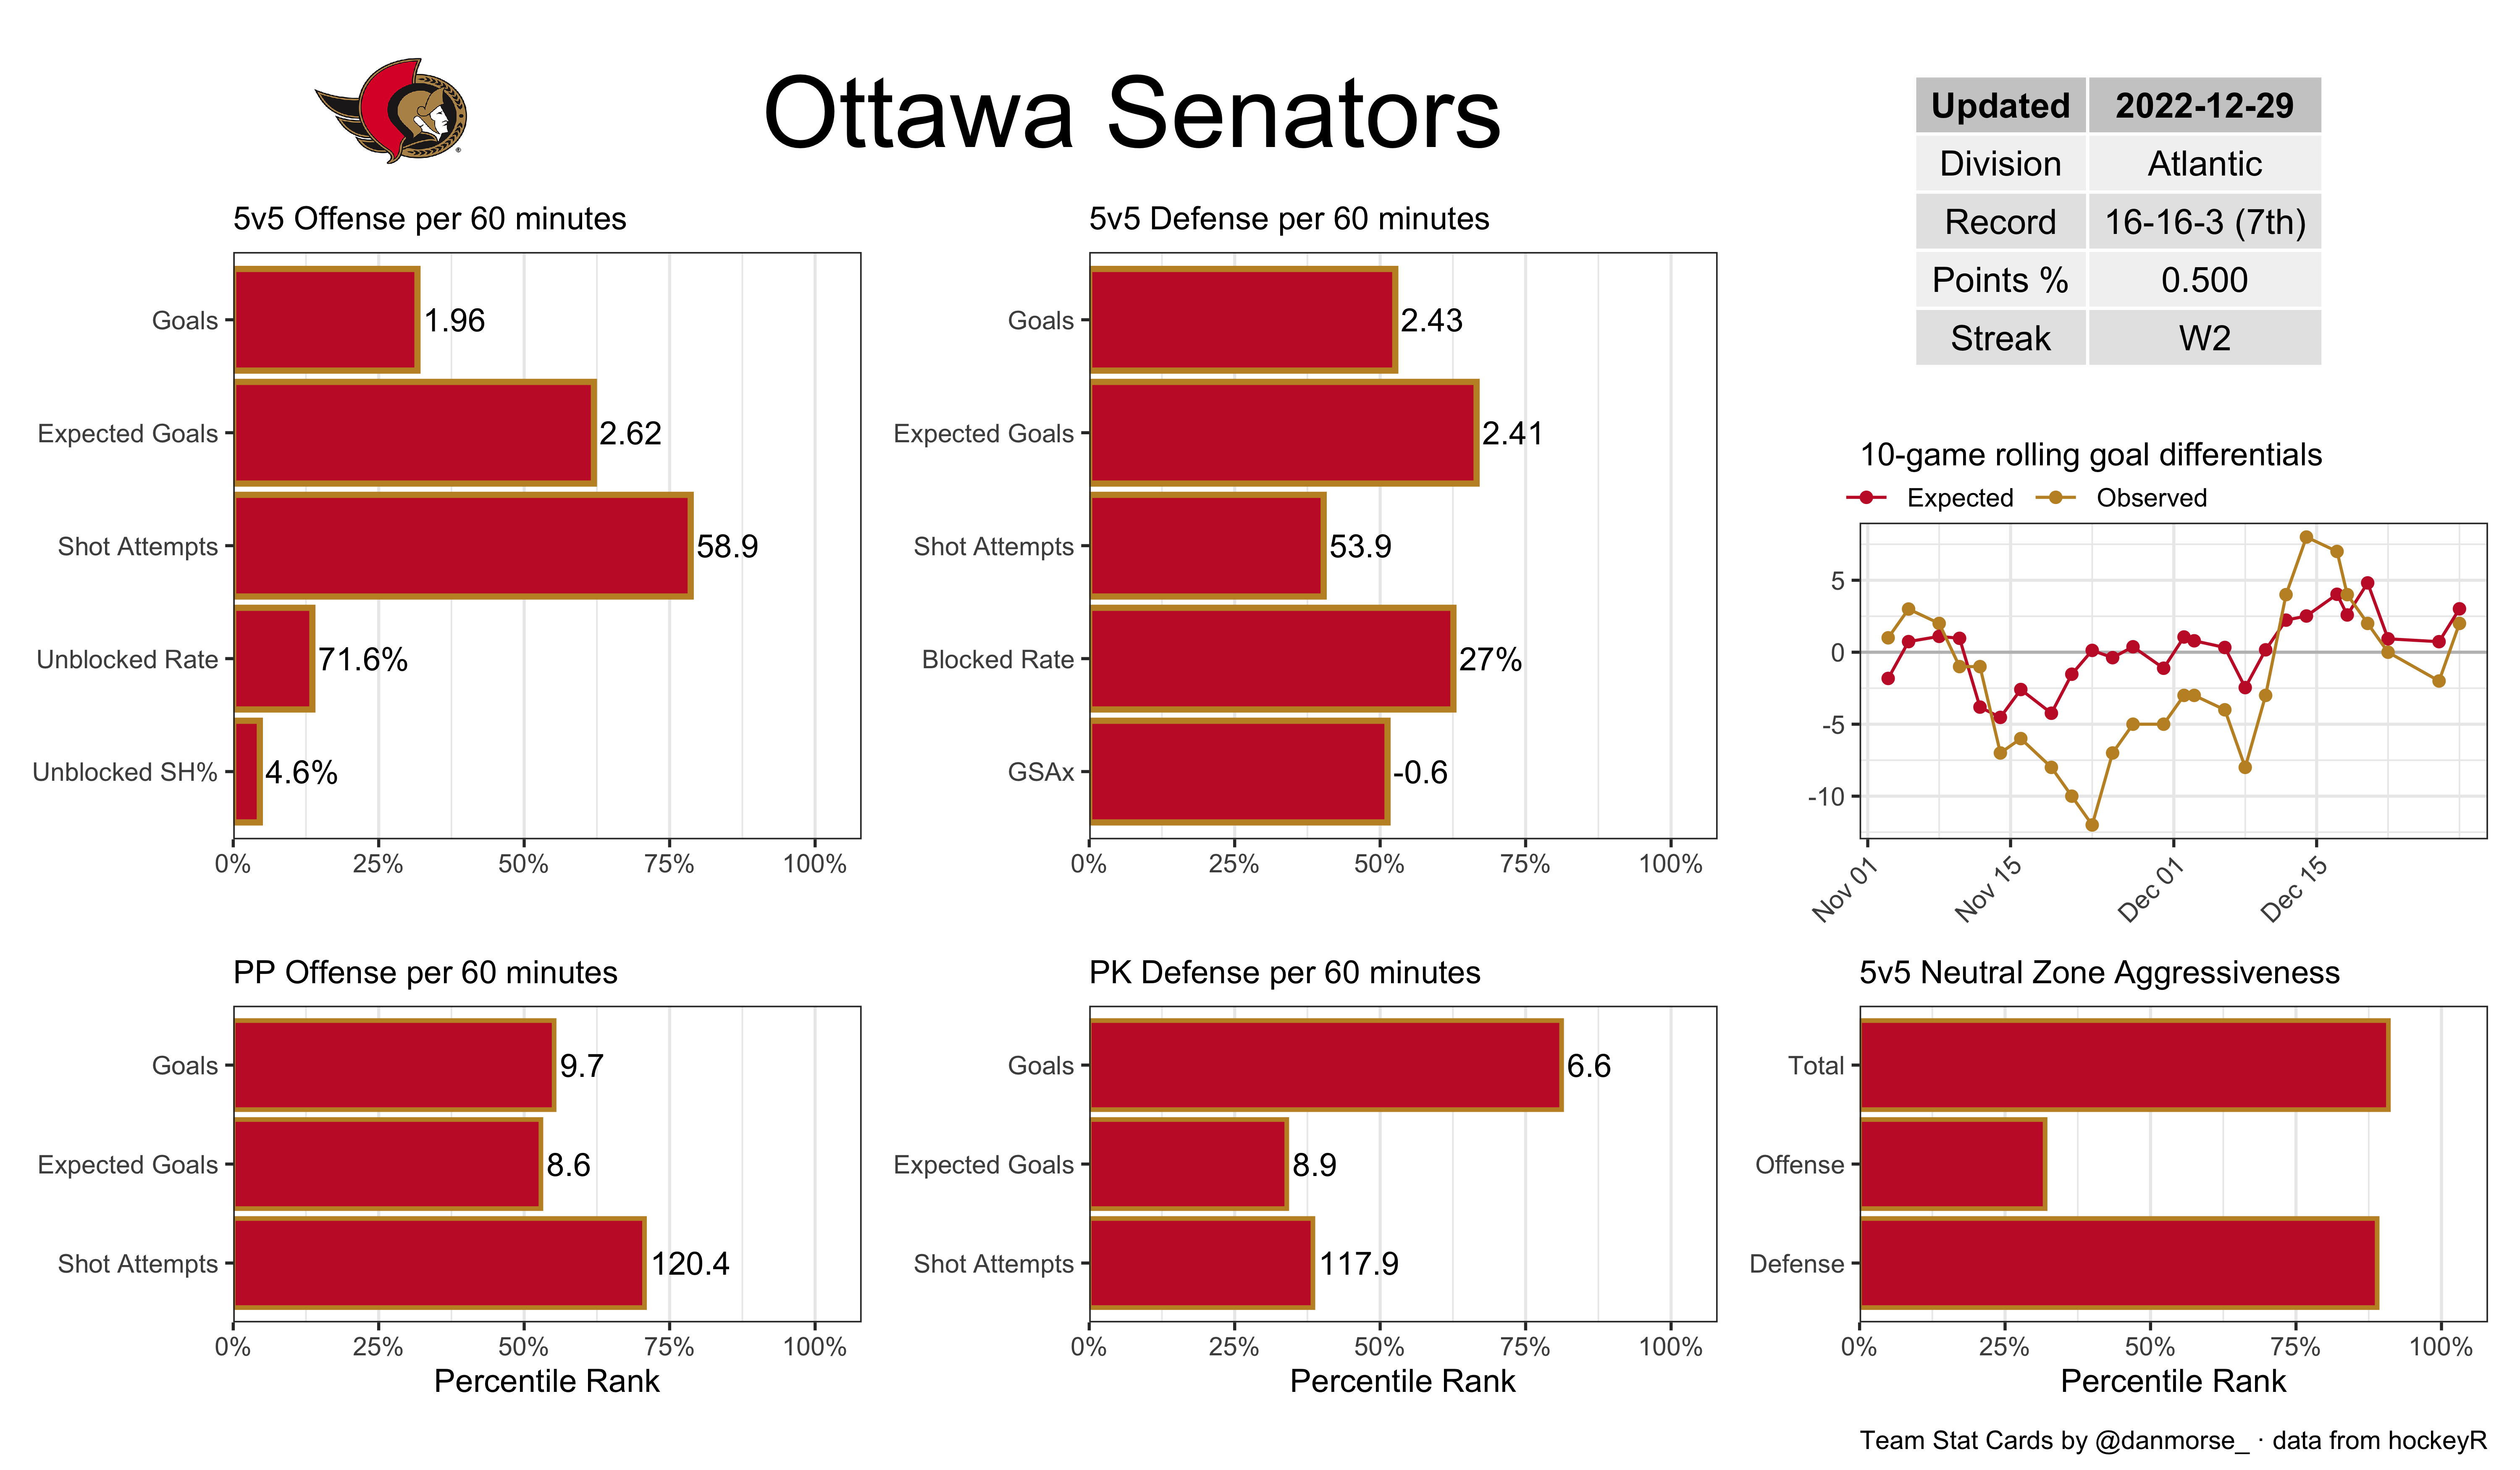 Ottawa Senators
Updated 2022-12-29
Division Atlantic
Record 16-16-3 (7th)
Points % 0.500
Streak W2
5v5 Offense per 60 minutes
Goals 1.96
Expected Goals 2.62
Shot Attempts 58.9
Unblocked Rate 71.6%
Unblocked SH% 4.6%
0% 25% 50% 75% 100%
5v5 Defense per 60 minutes
Goals 2.43
Expected Goals 2.41
Shot Attempts 53.9
Blocked Rate 27%
GSAx -0.6
0% 25% 50% 75% 100%
10-game rolling goal differentials
Expected Observed
5
0
-5
-10
Nov 01 Nov 15 Dec 01 Dec 15
PP Offense per 60 minutes
Goals 9.7
Expected Goals 8.6
Shot Attempts 120.4
0% 25% 50% 75% 100%
Percentile Rank
PK Defense per 60 minutes
Goals 6.6
Expected Goals 8.9
Shot Attempts 117.9
0% 25% 50% 75% 100%
Percentile Rank
5v5 Neutral Zone Aggressiveness
Total
Offense
Defense
0% 25% 50% 75% 100%
Percentile Rank
Team Stat Cards by @danmorse_ · data from hockeyR